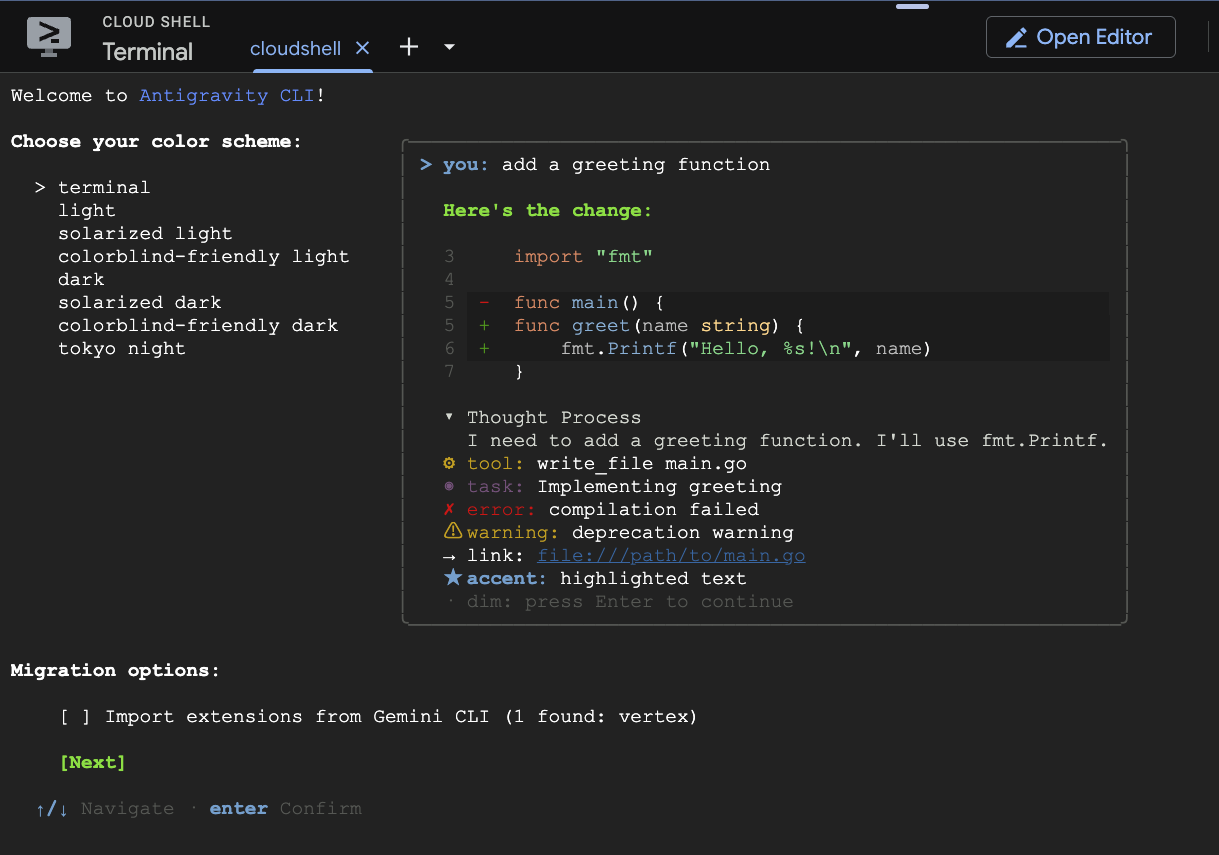 CLOUD SHELL
Terminal
cloudshell
Open Editor
Welcome to Antigravity CLI!
Choose your color scheme:
> terminal
light
solarized light
colorblind-friendly light
dark
solarized dark
colorblind-friendly dark
tokyo night
> you: add a greeting function
Here's the change:
3 import "fmt"
4
5 - func main() {
5 + func greet(name string) {
6 + fmt.Printf("Hello, %s!\n", name)
7 }
▾ Thought Process
I need to add a greeting function. I'll use fmt.Printf.
⚙ tool: write_file main.go
◉ task: Implementing greeting
✗ error: compilation failed
⚠ warning: deprecation warning
→ link: file:///path/to/main.go
★ accent: highlighted text
· dim: press Enter to continue
Migration options:
[ ] Import extensions from Gemini CLI (1 found: vertex)
[Next]
↑/↓ Navigate · enter Confirm